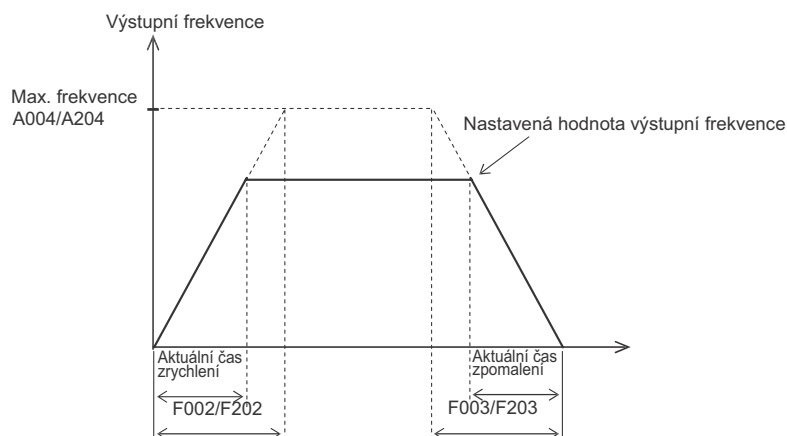 Výstupní frekvence
Max. frekvence
A004/A204
Nastavená hodnota výstupní frekvence
Aktuální čas
zrychlení
Aktuální čas
zpomalení
F002/F202
F003/F203